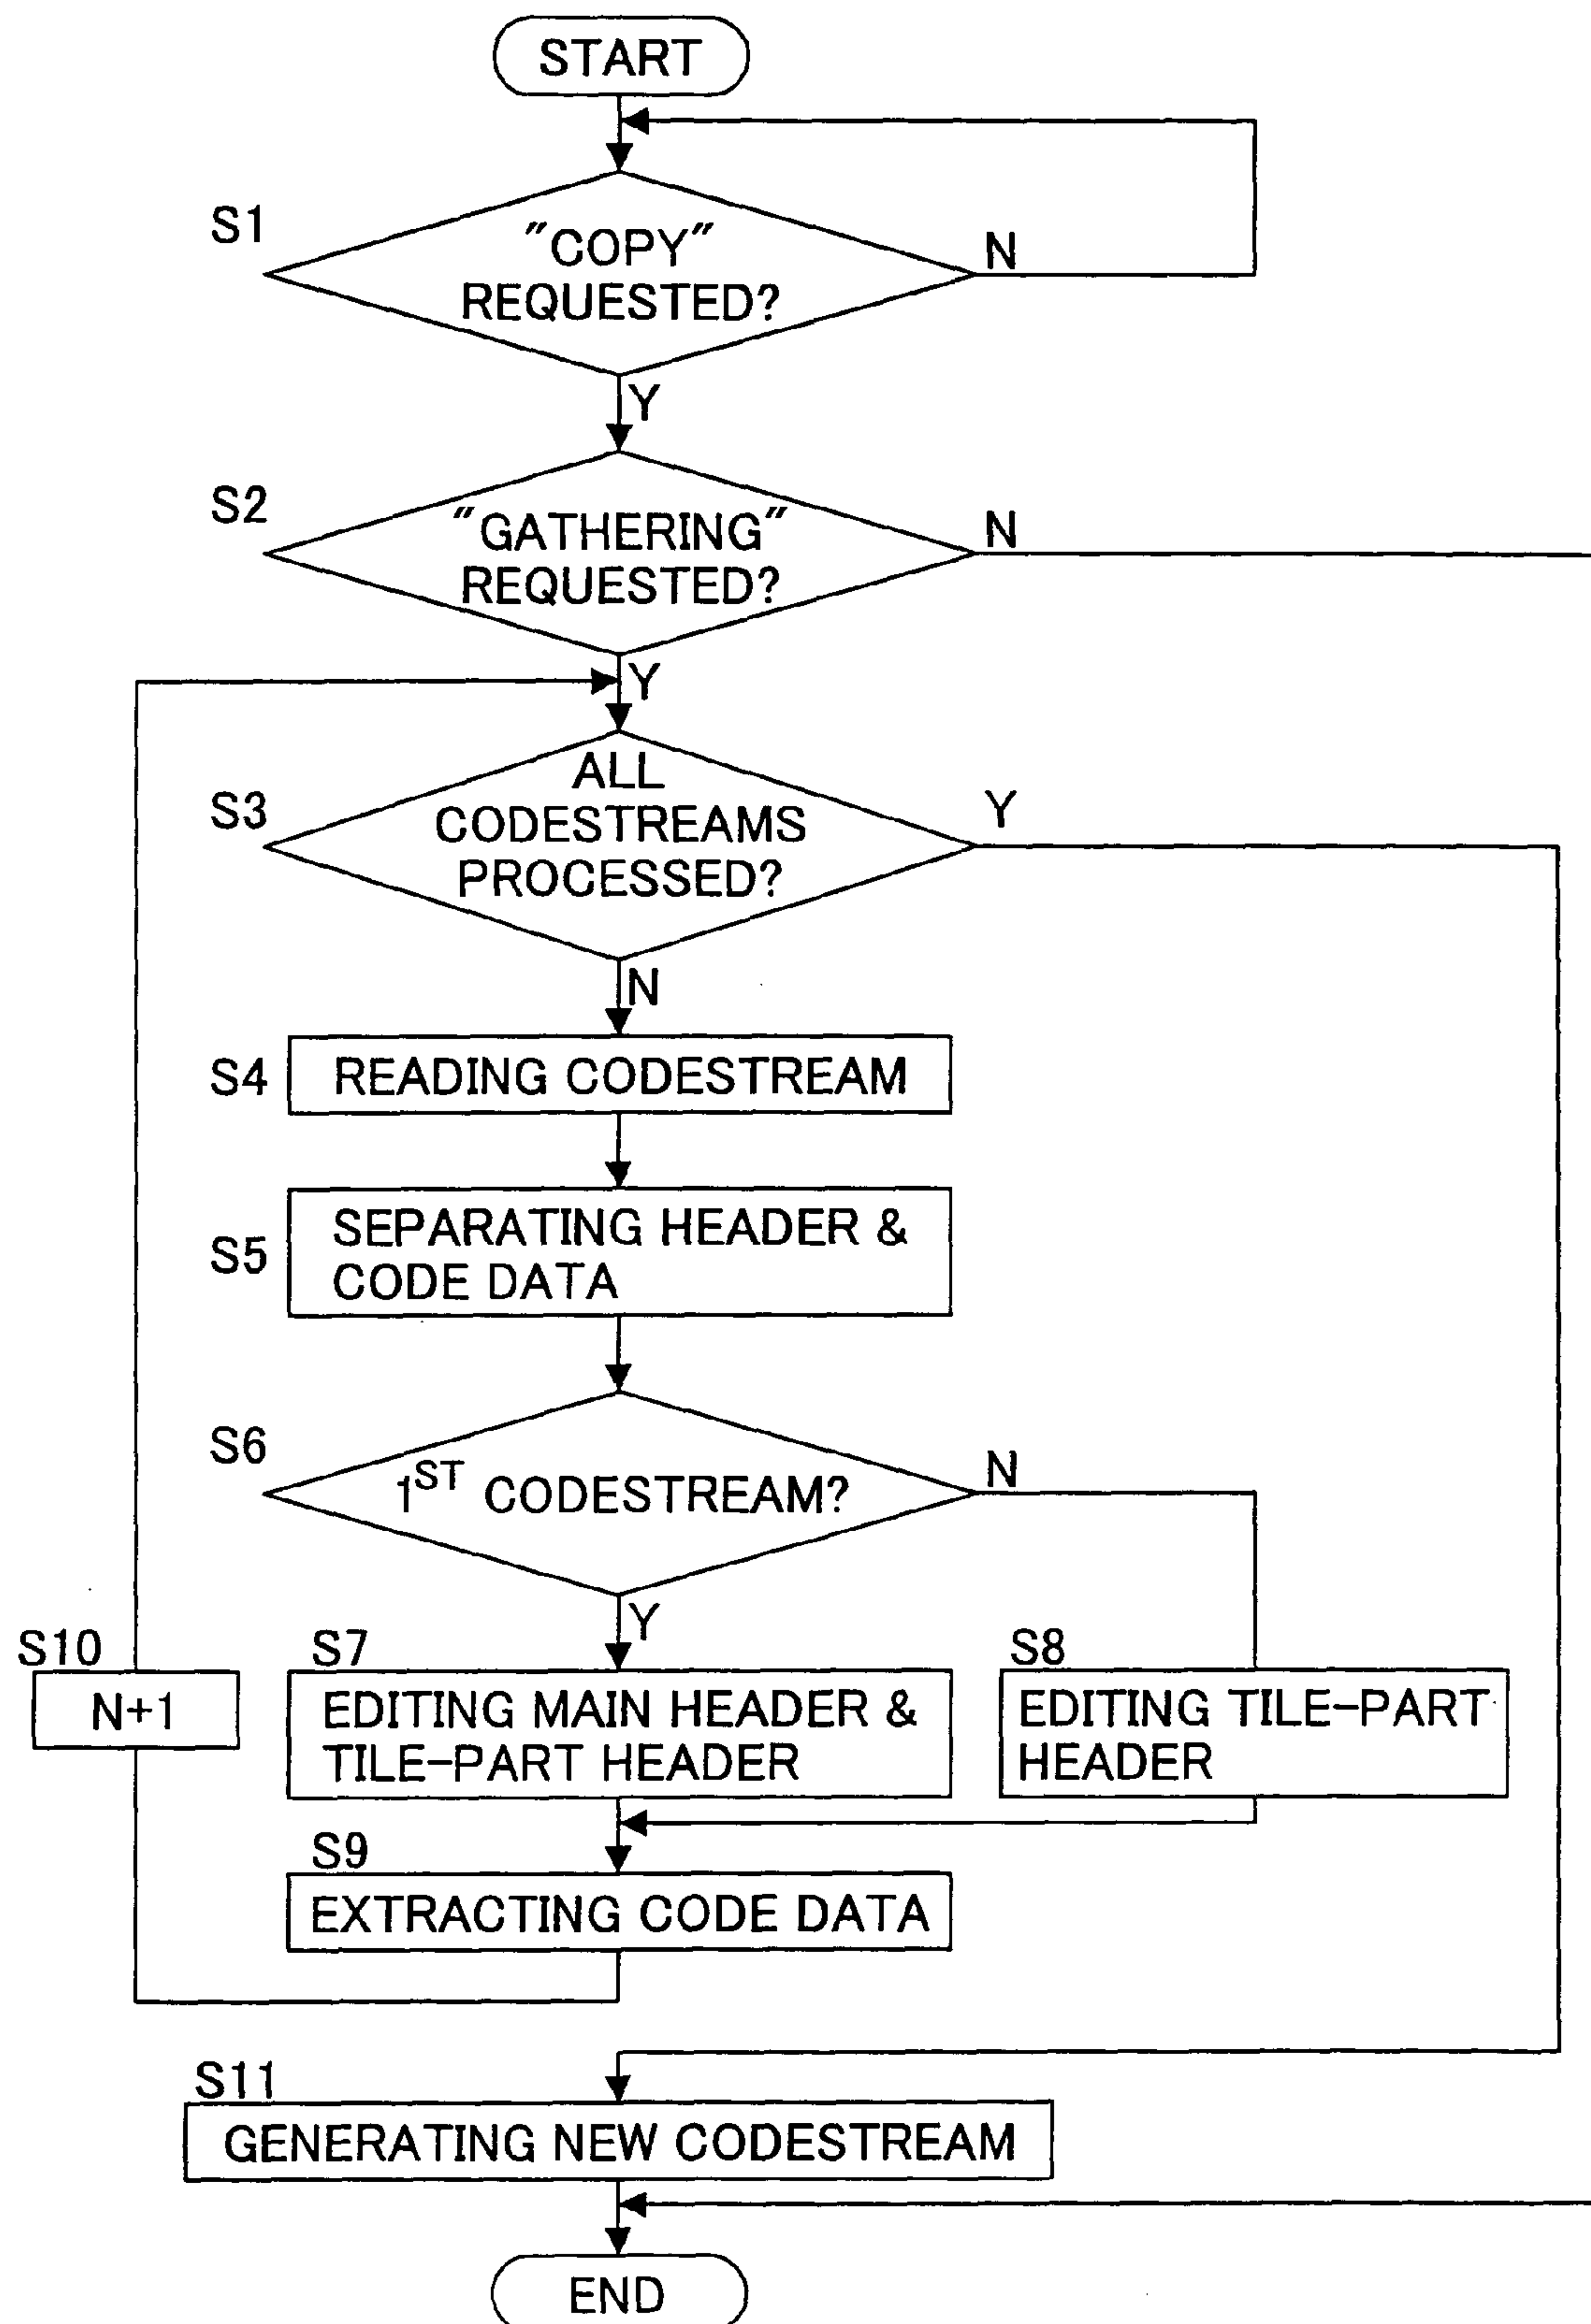 START
S1
"COPY"
REQUESTED?
N
Y
S2
"GATHERING"
REQUESTED?
N
Y
S3
ALL
CODESTREAMS
PROCESSED?
Y
N
S4
READING CODESTREAM
S5
SEPARATING HEADER &
CODE DATA
S6
1ST CODESTREAM?
N
Y
S10
N+1
S7
EDITING MAIN HEADER &
TILE-PART HEADER
S8
EDITING TILE-PART
HEADER
S9
EXTRACTING CODE DATA
S11
GENERATING NEW CODESTREAM
END